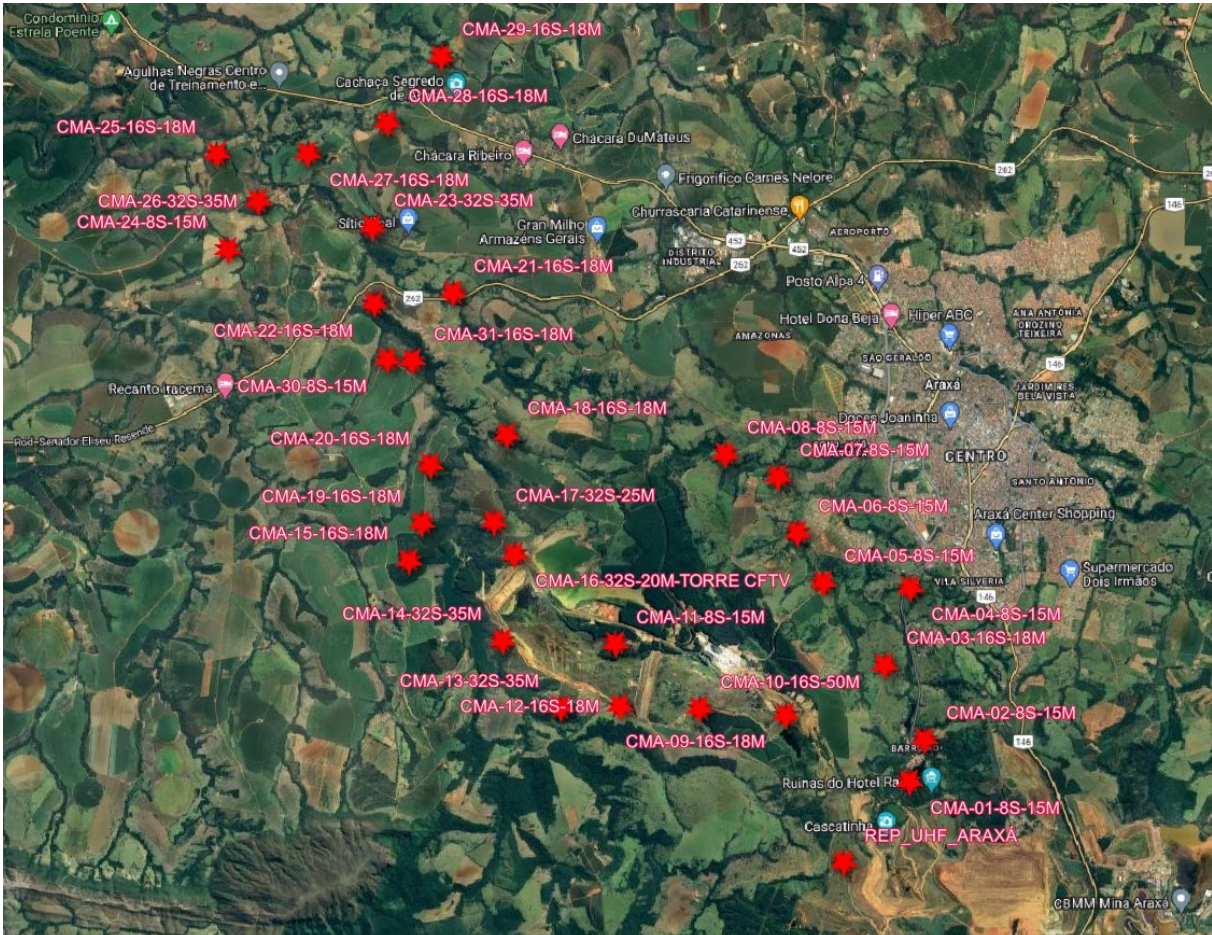 Condomínio
Estrela Poente
CMA-29-16S-18M
Agulhas Negras Centro
de Treinamento e...
Cachaça Segredo
de
CMA-28-16S-18M
CMA-25-16S-18M
Chácara DuMateus
Chácara Ribeiro
262
CMA-27-16S-18M
Frigorifico Carnes Nelore
CMA-26-32S-35M
CMA-23-32S-35M
146
Churrascaria Catarinense
CMA-24-8S-15M
Gran Milho
Armazéns Gerais
AEROPORTO
452
452
DISTRITO
INDUSTRIAL
262
CMA-21-16S-18M
Posto Alpa 4
262
Hotel Dona Beja
Hiper ABC
ANA ANTÔNIA
OROZINO
TEIXEIRA
CMA-22-16S-18M
CMA-31-16S-18M
AMAZONAS
SÃO GERALDO
146
Recanto iracema
CMA-30-8S-15M
Araxá
JARDIM RES.
BELA VISTA
CMA-18-16S-18M
Doces Joaninha
Rod. Senador Eliseu Resende
CMA-20-16S-18M
CMA-08-8S-15M
CMA-07-8S-15M
CENTRO
SANTO ANTÔNIO
CMA-19-16S-18M
CMA-17-32S-25M
CMA-06-8S-15M
Araxá Center Shopping
CMA-15-16S-18M
CMA-05-8S-15M
CMA-16-32S-20M-TORRE CFTV
VILA SILVERIA
Supermercado
Dois Irmãos
146
CMA-14-32S-35M
CMA-11-8S-15M
CMA-04-8S-15M
CMA-03-16S-18M
CMA-13-32S-35M
CMA-10-16S-50M
CMA-12-16S-18M
CMA-02-8S-15M
CMA-09-16S-18M
146
Ruinas do Hotel Ra
CMA-01-8S-15M
Cascatinha
REP_UHF_ARAXÁ
CBMM Mina Araxá